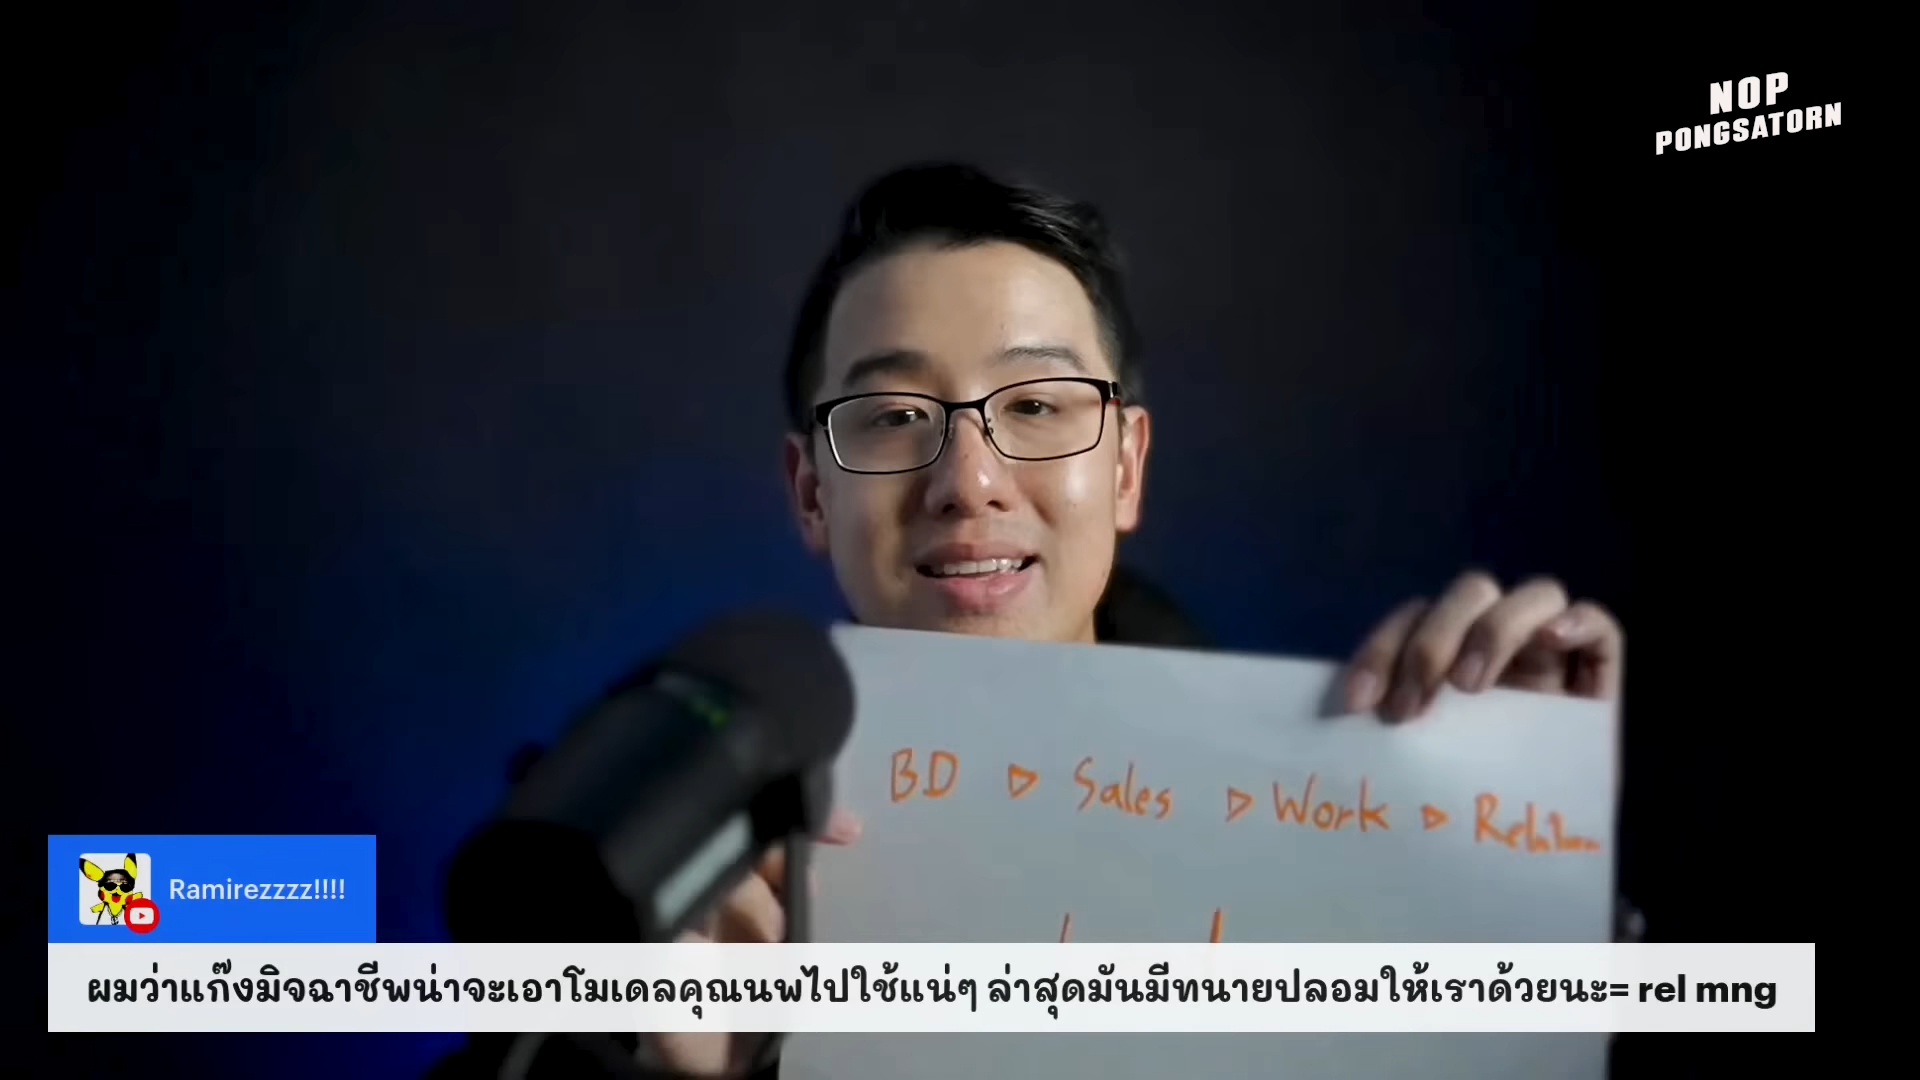 NOP
PONGSATORN
BD ▷ Sales ▷ Work ▷
Ramirezzzz!!!!
ผมว่าแก๊งมิจฉาชีพน่าจะเอาโมเดลคุณนพไปใช้แน่ๆ ล่าสุดมันมีทนายปลอมให้เราด้วยนะ= rel mng